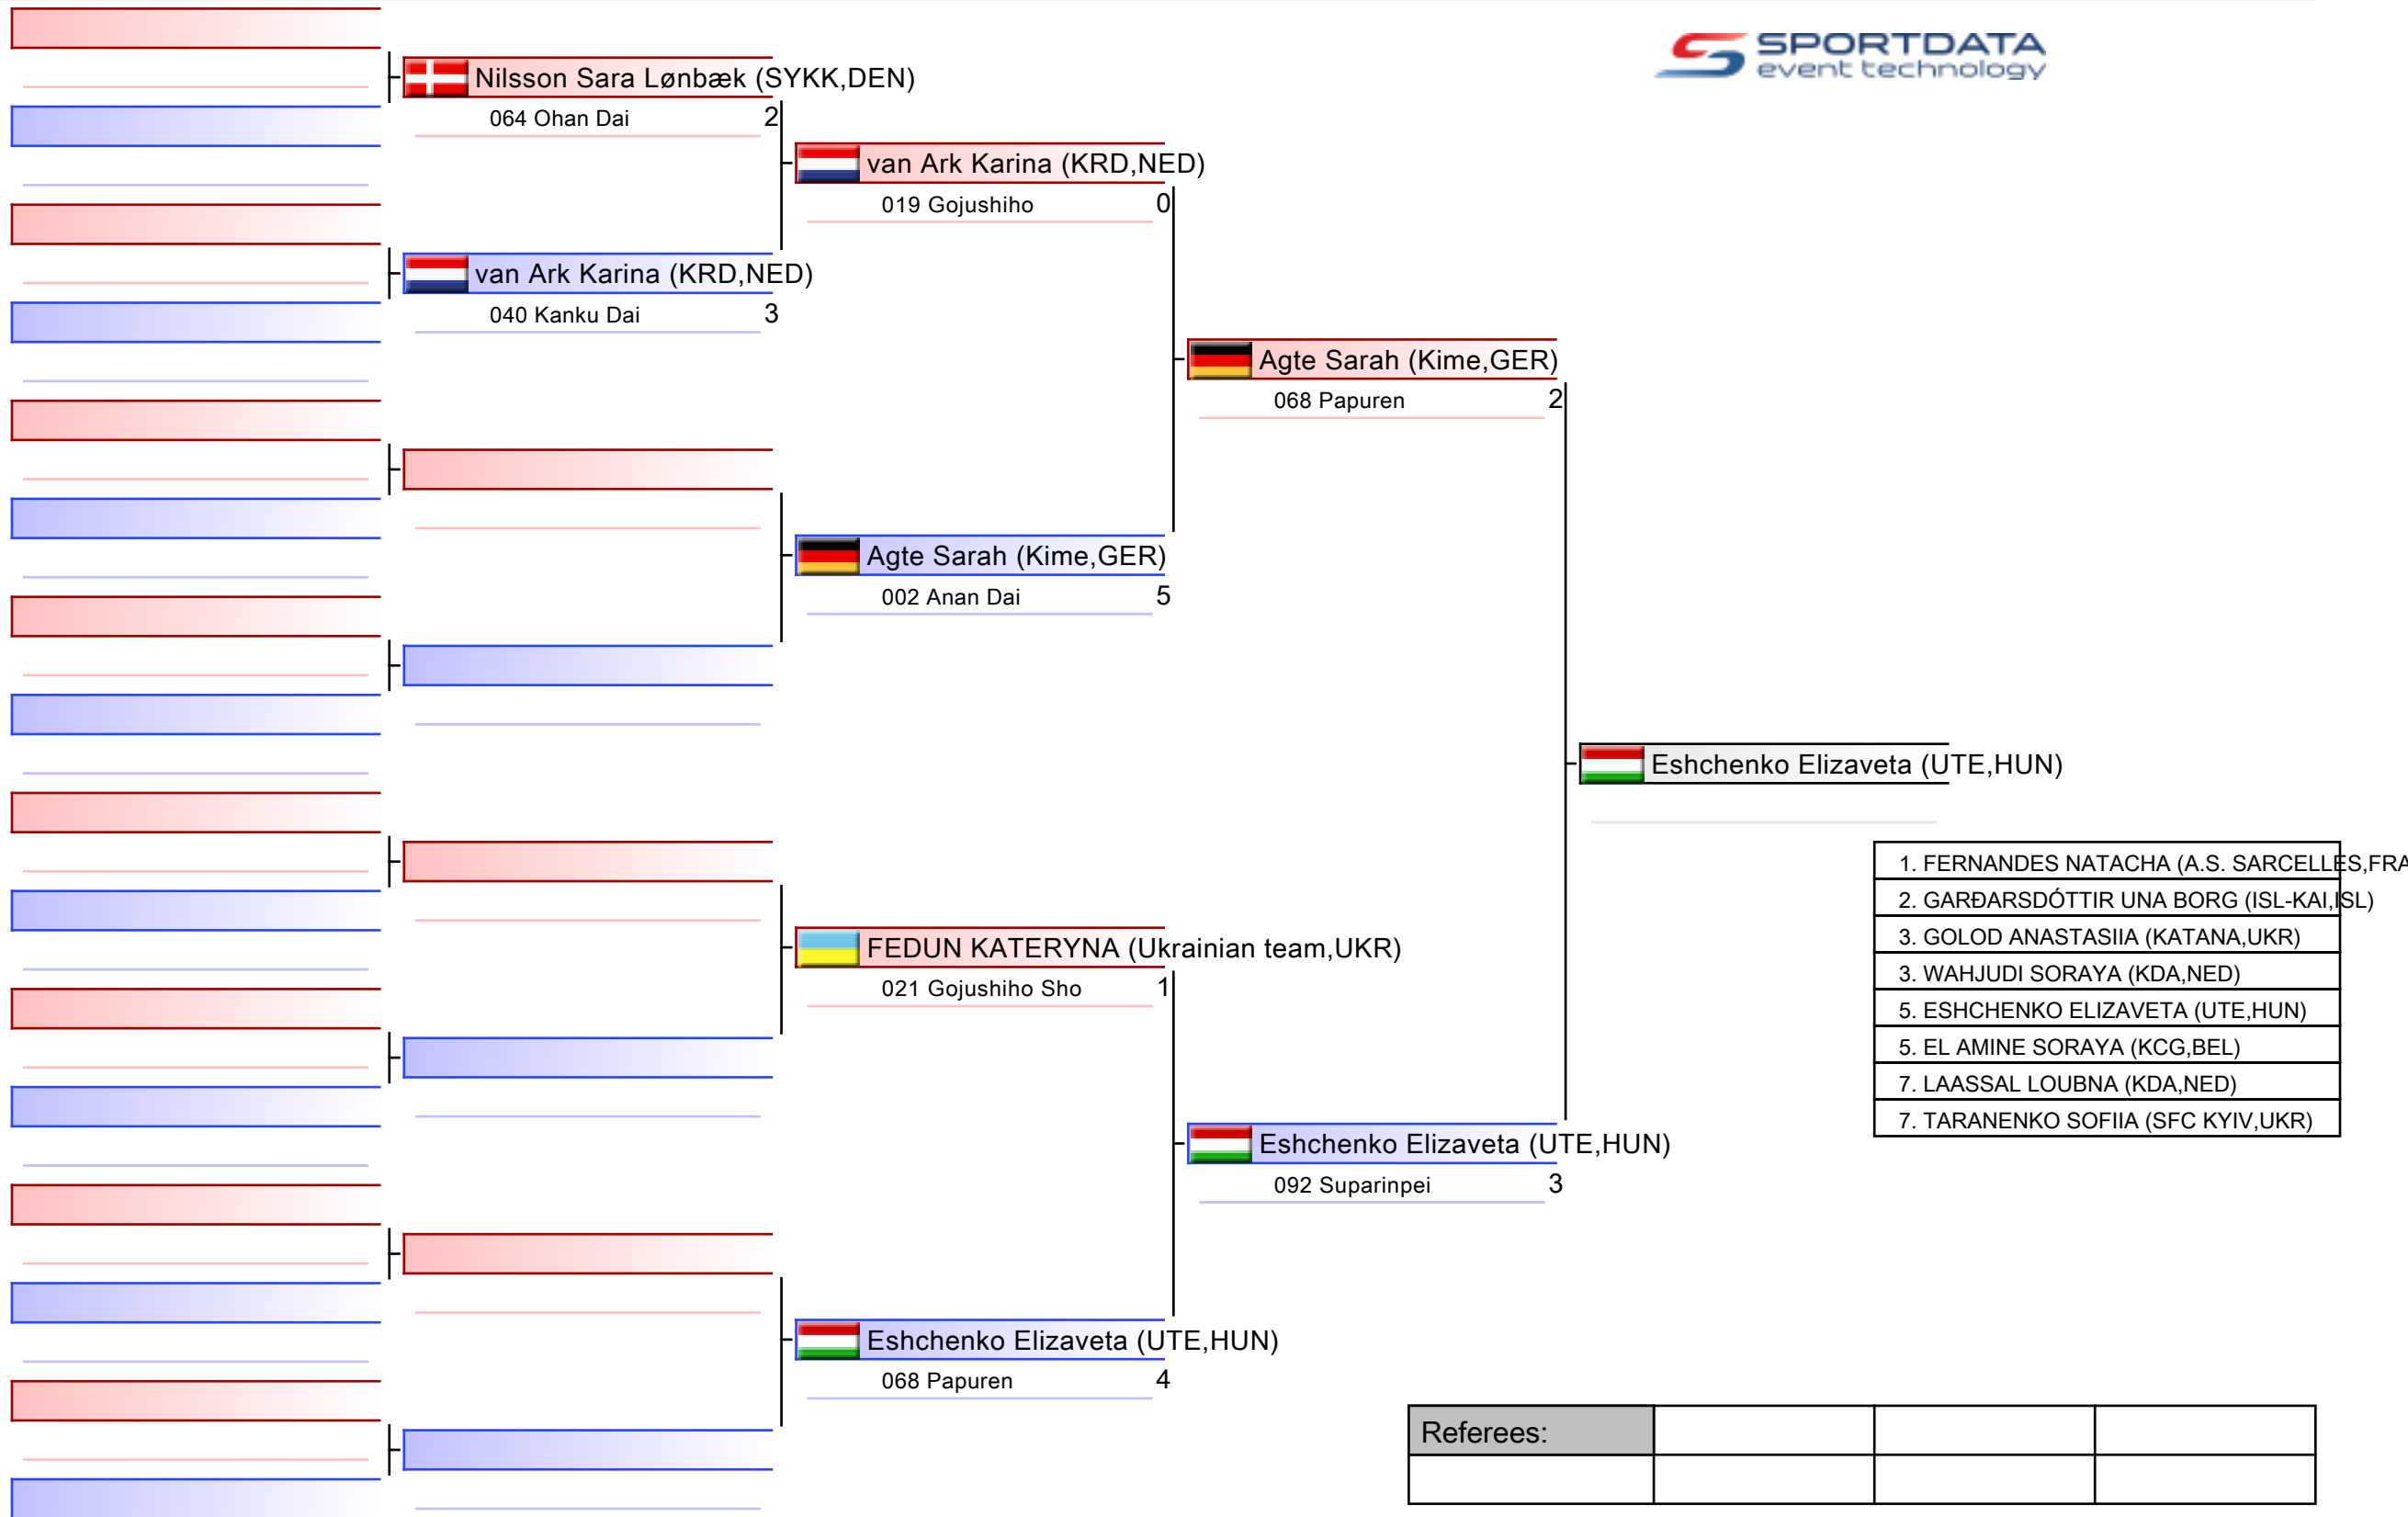 SPORTDATA
event technology
Nilsson Sara Lønbæk (SYKK,DEN)
064 Ohan Dai 2
van Ark Karina (KRD,NED)
019 Gojushiho 0
van Ark Karina (KRD,NED)
040 Kanku Dai 3
Agte Sarah (Kime,GER)
068 Papuren 2
Agte Sarah (Kime,GER)
002 Anan Dai 5
Eshchenko Elizaveta (UTE,HUN)
1. FERNANDES NATACHA (A.S. SARCELLES,FRA
2. GARÐARSDÓTTIR UNA BORG (ISL-KAI,ISL)
3. GOLOD ANASTASIIA (KATANA,UKR)
3. WAHJUDI SORAYA (KDA,NED)
5. ESHCHENKO ELIZAVETA (UTE,HUN)
5. EL AMINE SORAYA (KCG,BEL)
7. LAASSAL LOUBNA (KDA,NED)
7. TARANENKO SOFIIA (SFC KYIV,UKR)
FEDUN KATERYNA (Ukrainian team,UKR)
021 Gojushiho Sho 1
Eshchenko Elizaveta (UTE,HUN)
092 Suparinpei 3
Eshchenko Elizaveta (UTE,HUN)
068 Papuren 4
Referees: